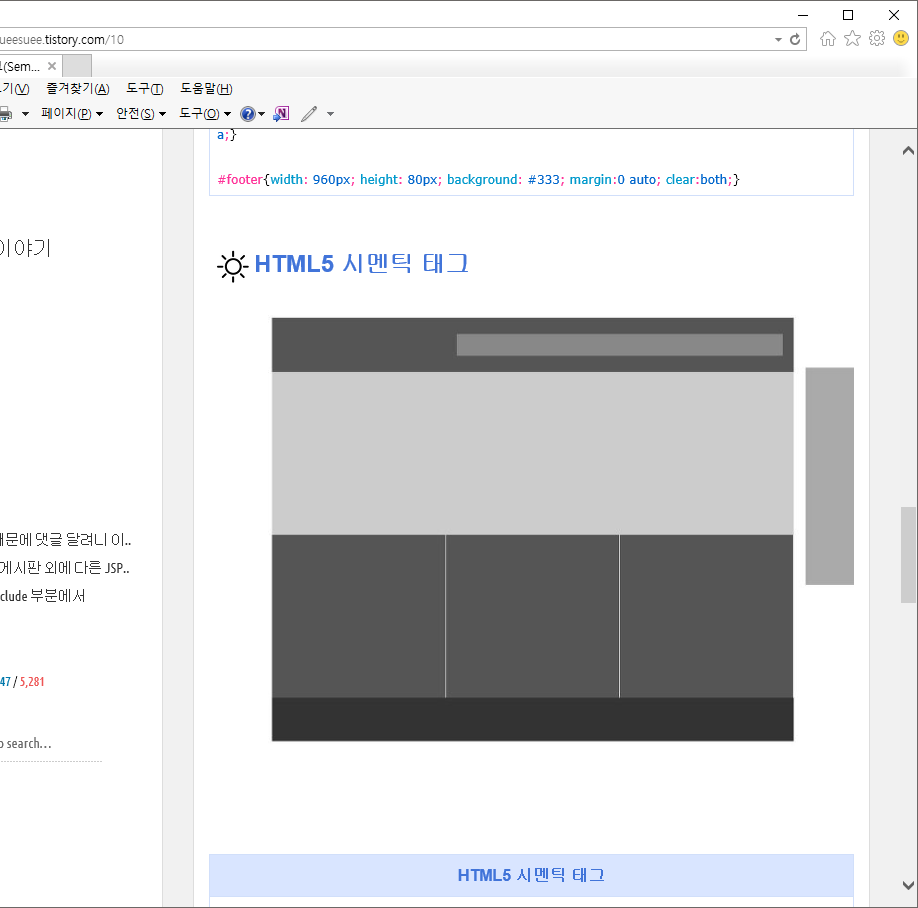 ueesuee.tistory.com/10
(Sem...
기(V) 즐겨찾기(A) 도구(T) 도움말(H)
페이지(P) 안전(S) 도구(O)
a;}
#footer{width: 960px; height: 80px; background: #333; margin:0 auto; clear:both;}
이야기
HTML5 시멘틱 태그
때문에 댓글 달려니 이..
게시판 외에 다른 JSP..
clude 부분에서
47 / 5,281
search...
HTML5 시멘틱 태그